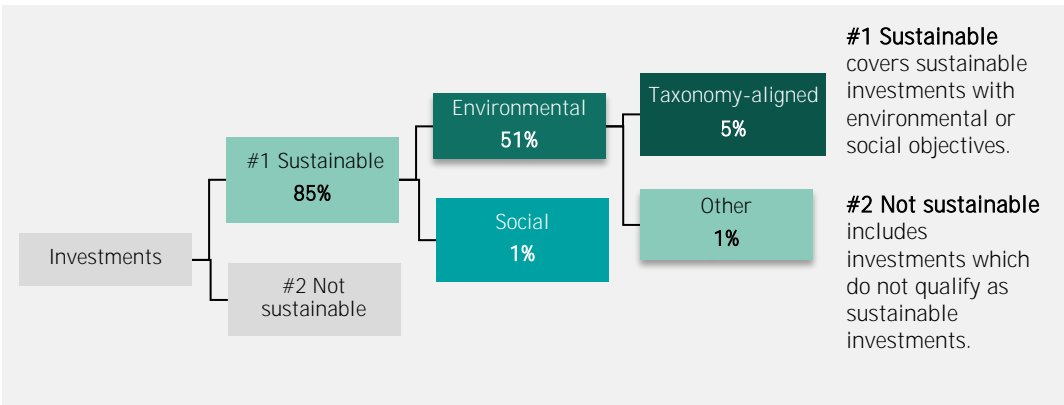 Investments
#1 Sustainable
85%
#2 Not
sustainable
Environmental
51%
Social
1%
Taxonomy-aligned
5%
Other
1%
#1 Sustainable
covers sustainable
investments with
environmental or
social objectives.
#2 Not sustainable
includes
investments which
do not qualify as
sustainable
investments.